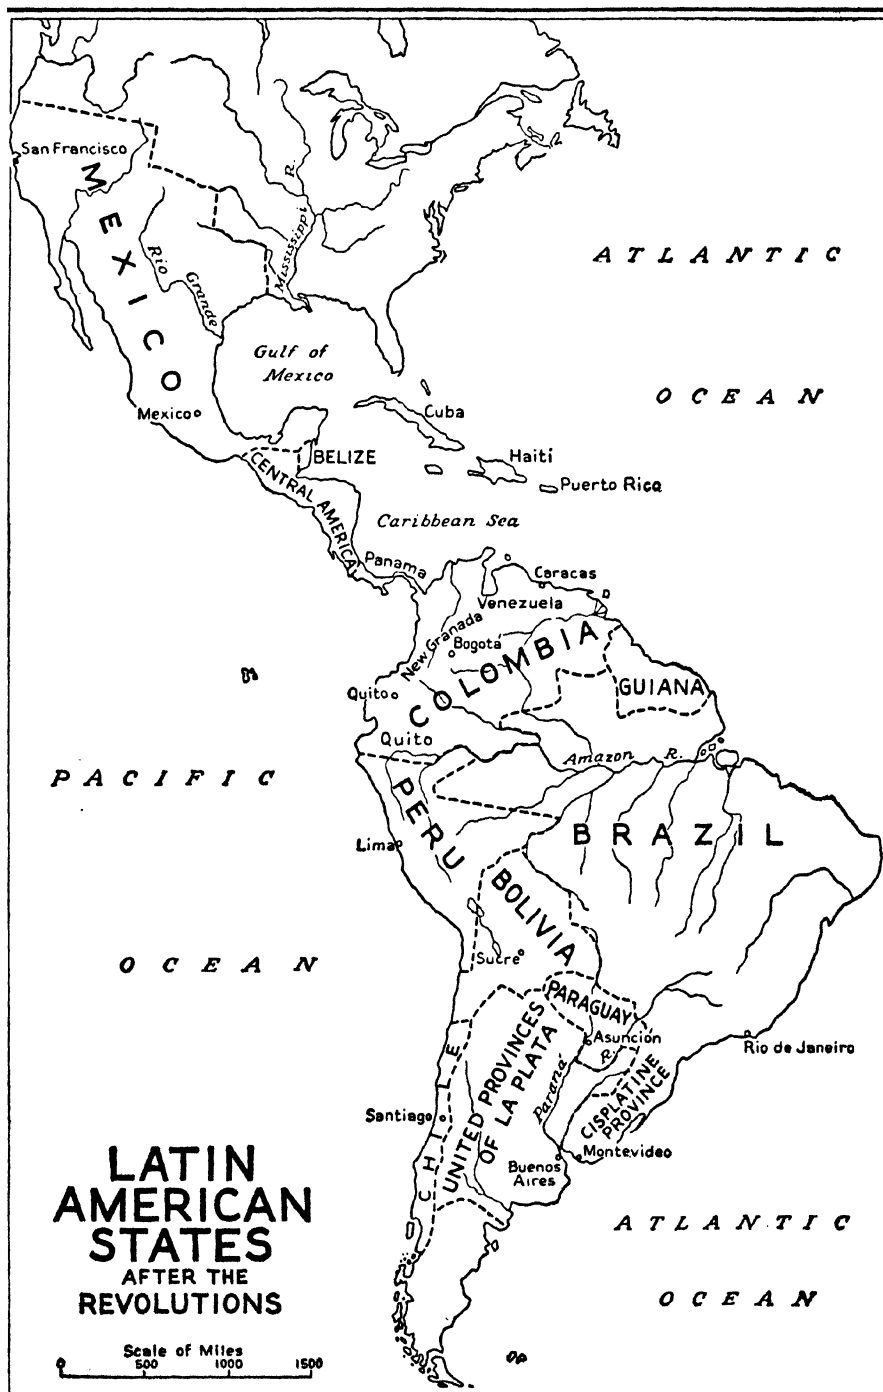 San Francisco
MEXICO
Rio Grande
Mississippi R.
ATLANTIC
OCEAN
Gulf of
Mexico
Mexico
Cuba
BELIZE
Haiti
CENTRAL AMERICA
Puerto Rica
Caribbean Sea
Panama
Caracas
Venezuela
New Granada
Bogotá
COLOMBIA
GUIANA
Quito
Quito
Amazon R.
PACIFIC
OCEAN
PERU
BRAZIL
Lima
BOLIVIA
Sucre
PARAGUAY
Asunción
Paraná R.
Rio de Janeiro
CHILE
UNITED PROVINCES
OF LA PLATA
CISPLATINE
PROVINCE
Santiago
Buenos
Aires
Montevideo
LATIN
AMERICAN
STATES
AFTER THE
REVOLUTIONS
ATLANTIC
OCEAN
Scale of Miles
0 500 1000 1500